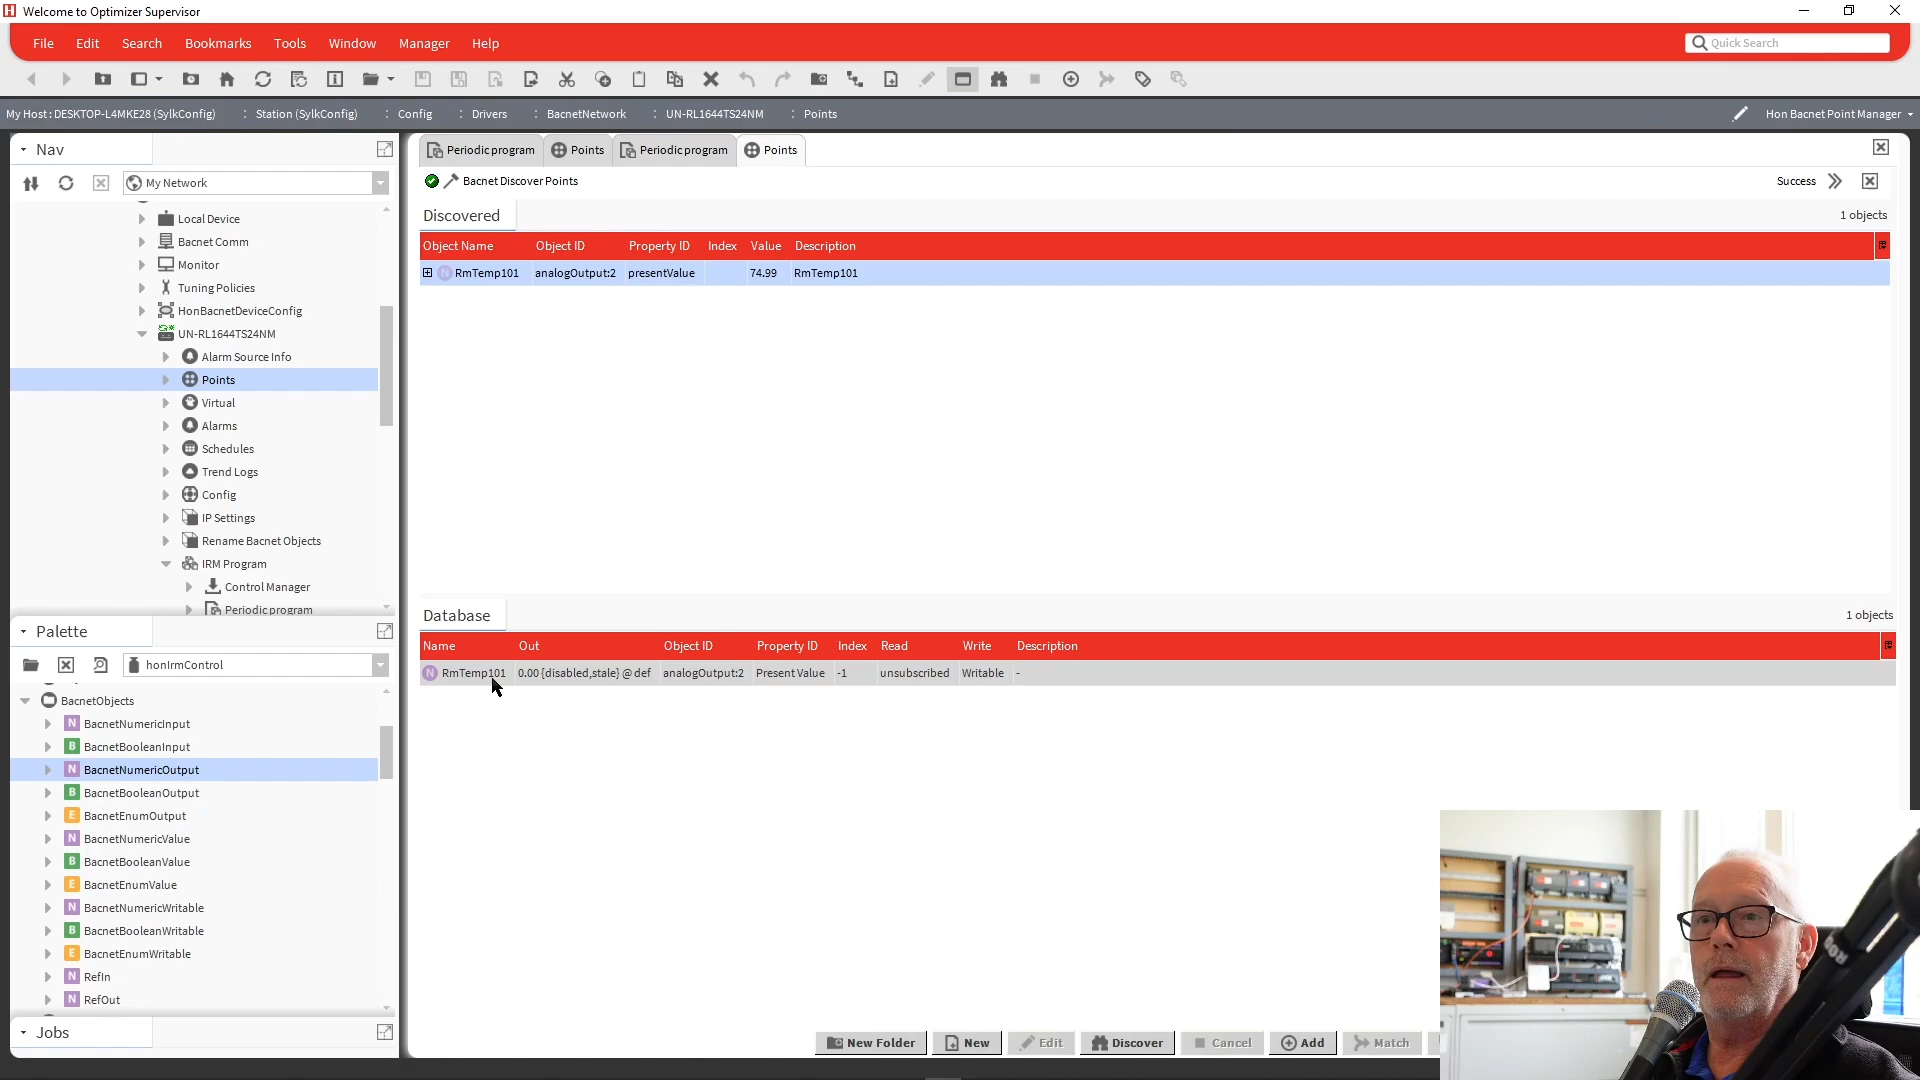 Welcome to Optimizer Supervisor
File Edit Search Bookmarks Tools Window Manager Help
Quick Search
My Host : DESKTOP-L4MKE28 (SylkConfig) : Station (SylkConfig) : Config : Drivers : BacnetNetwork : UN-RL1644TS24NM : Points
Hon Bacnet Point Manager
Nav
My Network
Local Device
Bacnet Comm
Monitor
Tuning Policies
HonBacnetDeviceConfig
UN-RL1644TS24NM
Alarm Source Info
Points
Virtual
Alarms
Schedules
Trend Logs
Config
IP Settings
Rename Bacnet Objects
IRM Program
Control Manager
Periodic program
Palette
honIrmControl
BacnetObjects
N BacnetNumericInput
B BacnetBooleanInput
N BacnetNumericOutput
B BacnetBooleanOutput
E BacnetEnumOutput
N BacnetNumericValue
B BacnetBooleanValue
E BacnetEnumValue
N BacnetNumericWritable
B BacnetBooleanWritable
E BacnetEnumWritable
N RefIn
N RefOut
Jobs
Periodic program Points Periodic program Points
Bacnet Discover Points Success
Discovered 1 objects
Object Name Object ID Property ID Index Value Description
N RmTemp101 analogOutput:2 presentValue 74.99 RmTemp101
Database 1 objects
Name Out Object ID Property ID Index Read Write Description
N RmTemp101 0.00 {disabled,stale} @ def analogOutput:2 Present Value -1 unsubscribed Writable -
New Folder New Edit Discover Cancel Add Match